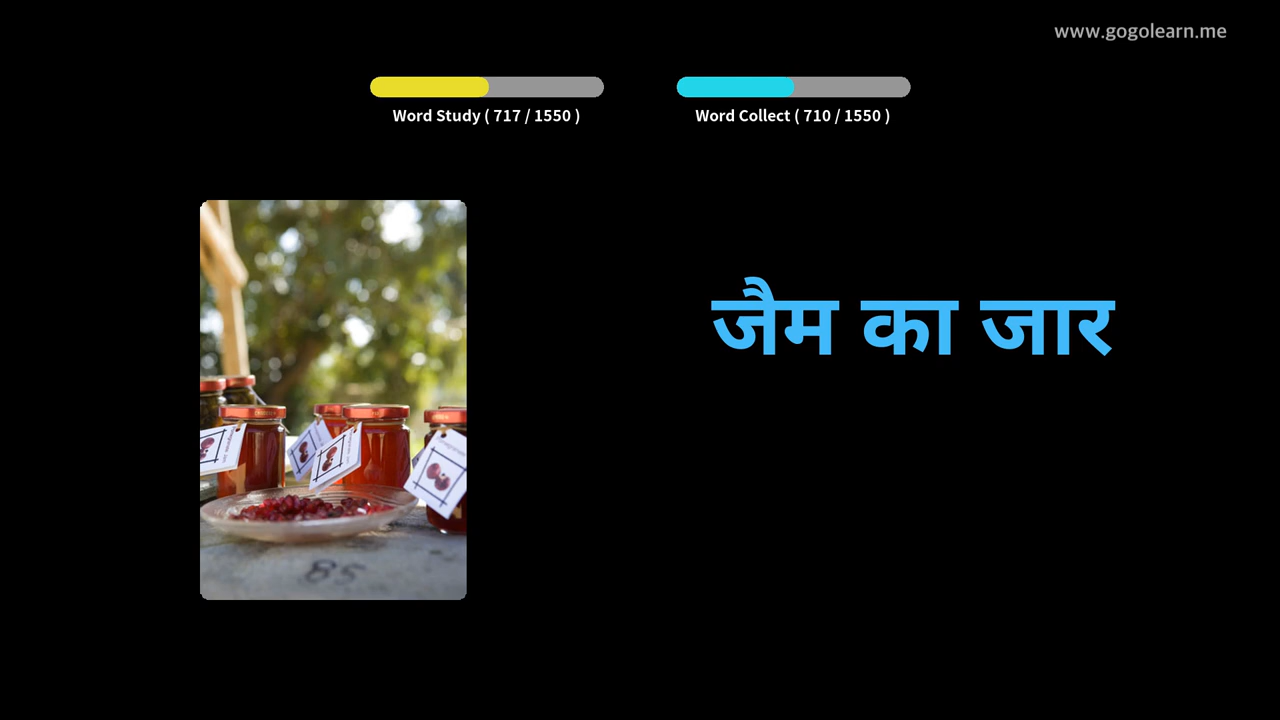 www.gogolearn.me
Word Study ( 717 / 1550 )
Word Collect ( 710 / 1550 )
जैम का जार
85